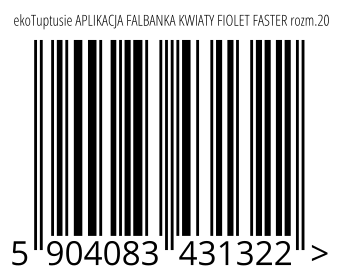 ekoTuptusie APLIKACJA FALBANKA KWIATY FIOLET FASTER rozm.20
5 904083 431322 >